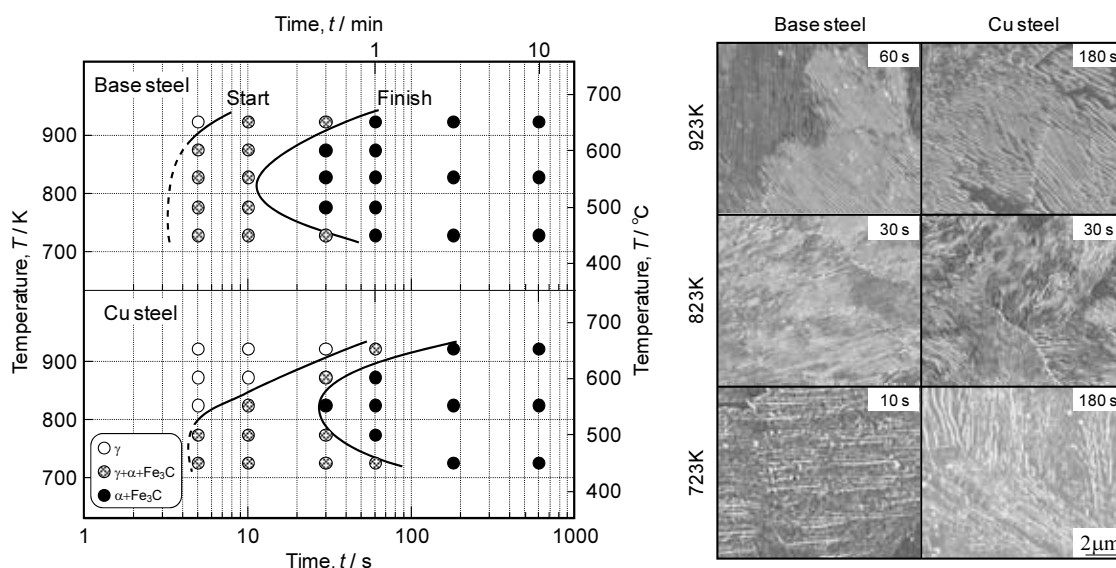 Time, t / min
1 10
Base steel
Start
Finish
Temperature, T / K
900
800
700
700
600
500
400
Cu steel
900
800
700
600
500
400
Temperature, T / °C
γ
γ+α+Fe₃C
α+Fe₃C
1 10 100 1000
Time, t / s
Base steel Cu steel
923K
60 s
180 s
823K
30 s
30 s
723K
10 s
180 s
2μm